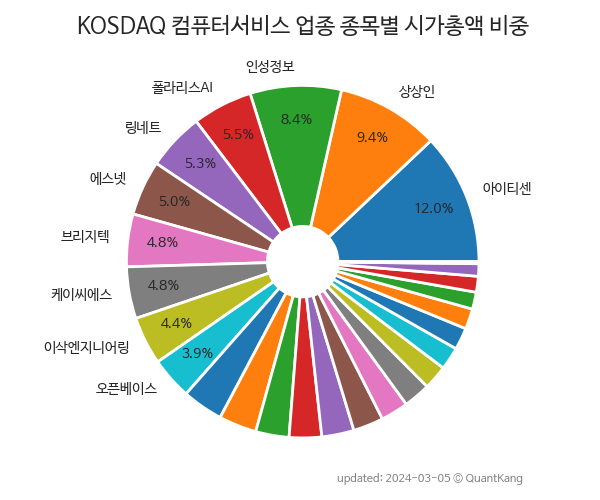 KOSDAQ 컴퓨터서비스 업종 종목별 시가총액 비중
인성정보
폴라리스AI
상상인
8.4%
링네트
5.5%
9.4%
5.3%
에스넷
아이티센
5.0%
12.0%
브리지텍
4.8%
케이씨에스
4.8%
4.4%
이삭엔지니어링
3.9%
오픈베이스
updated: 2024-03-05 © QuantKang